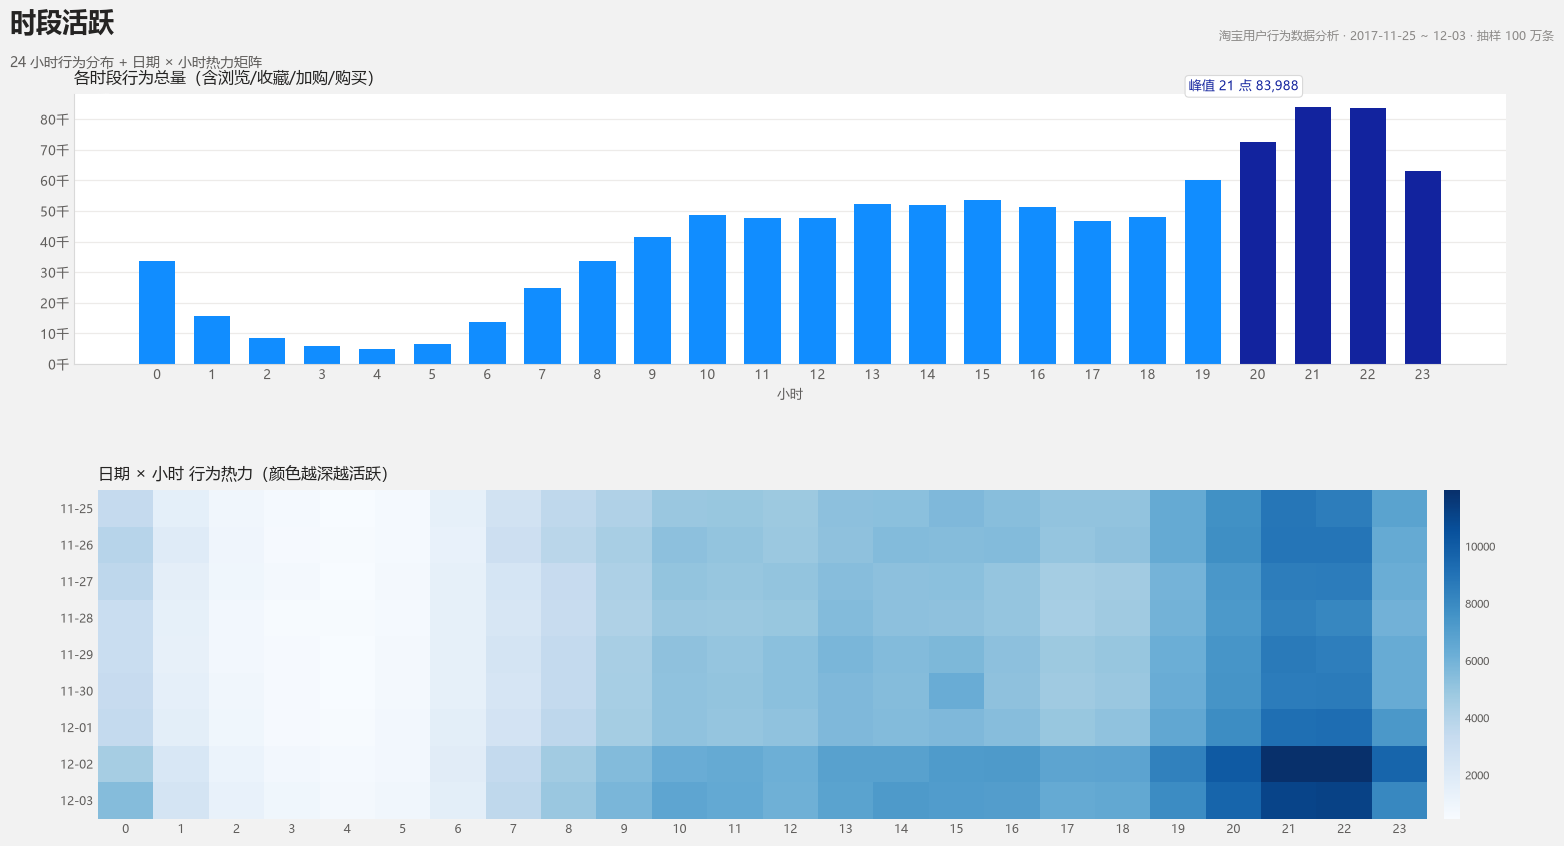 时段活跃
淘宝用户行为数据分析 · 2017-11-25 ~ 12-03 · 抽样 100 万条
24 小时行为分布 + 日期 × 小时热力矩阵
各时段行为总量（含浏览/收藏/加购/购买）
峰值 21 点 83,988
80千
70千
60千
50千
40千
30千
20千
10千
0千
0 1 2 3 4 5 6 7 8 9 10 11 12 13 14 15 16 17 18 19 20 21 22 23
小时
日期 × 小时 行为热力（颜色越深越活跃）
11-25
11-26
11-27
11-28
11-29
11-30
12-01
12-02
12-03
10000
8000
6000
4000
2000
0 1 2 3 4 5 6 7 8 9 10 11 12 13 14 15 16 17 18 19 20 21 22 23